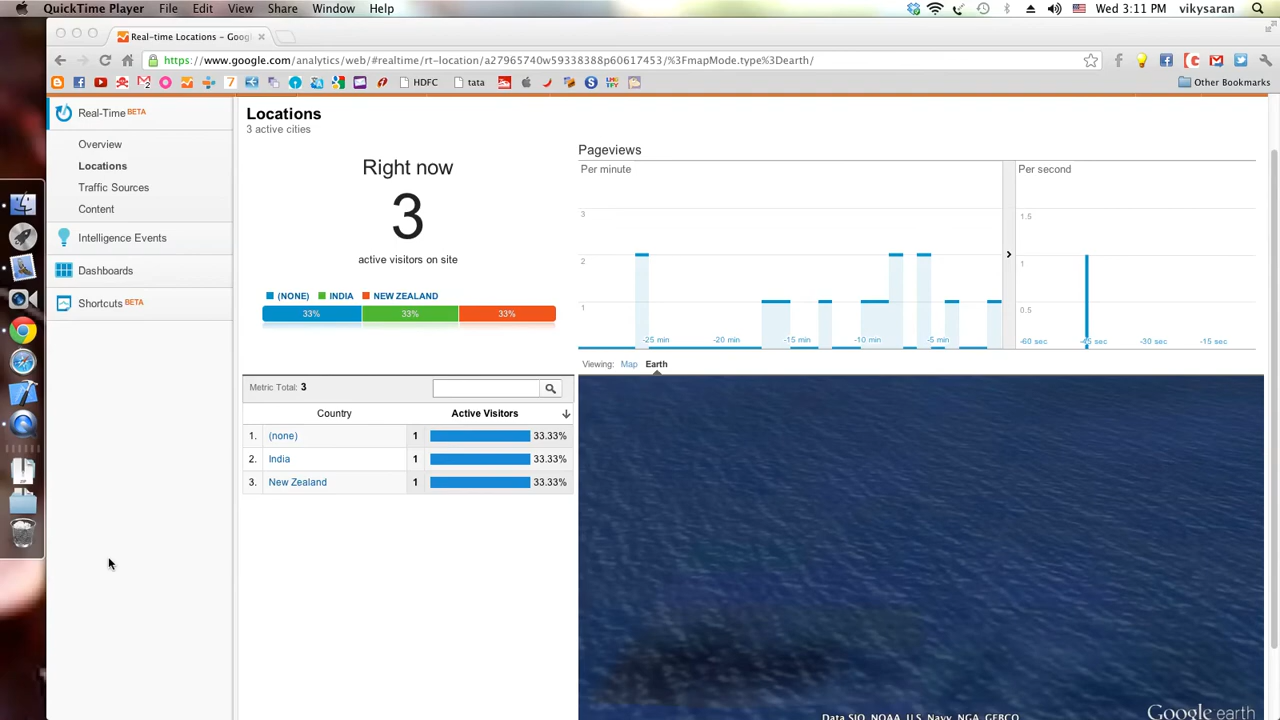 QuickTime Player File Edit View Share Window Help Wed 3:11 PM vikysaran
Real-time Locations - Googl
https://www.google.com/analytics/web/#realtime/rt-location/a27965740w59338388p60617453/%3FmapMode.type%3Dearth/
HDFC tata Other Bookmarks
Real-Time BETA
Overview
Locations
Traffic Sources
Content
Intelligence Events
Dashboards
Shortcuts BETA
Locations
3 active cities
Right now
3
active visitors on site
(NONE) INDIA NEW ZEALAND
33% 33% 33%
Pageviews
Per minute
3
2
1
-25 min -20 min -15 min -10 min -5 min
Per second
1.5
1
0.5
-60 sec -45 sec -30 sec -15 sec
Viewing: Map Earth
Metric Total: 3
Country Active Visitors
1. (none) 1 33.33%
2. India 1 33.33%
3. New Zealand 1 33.33%
Data SIO, NOAA, U.S. Navy, NGA, GEBCO
Google earth